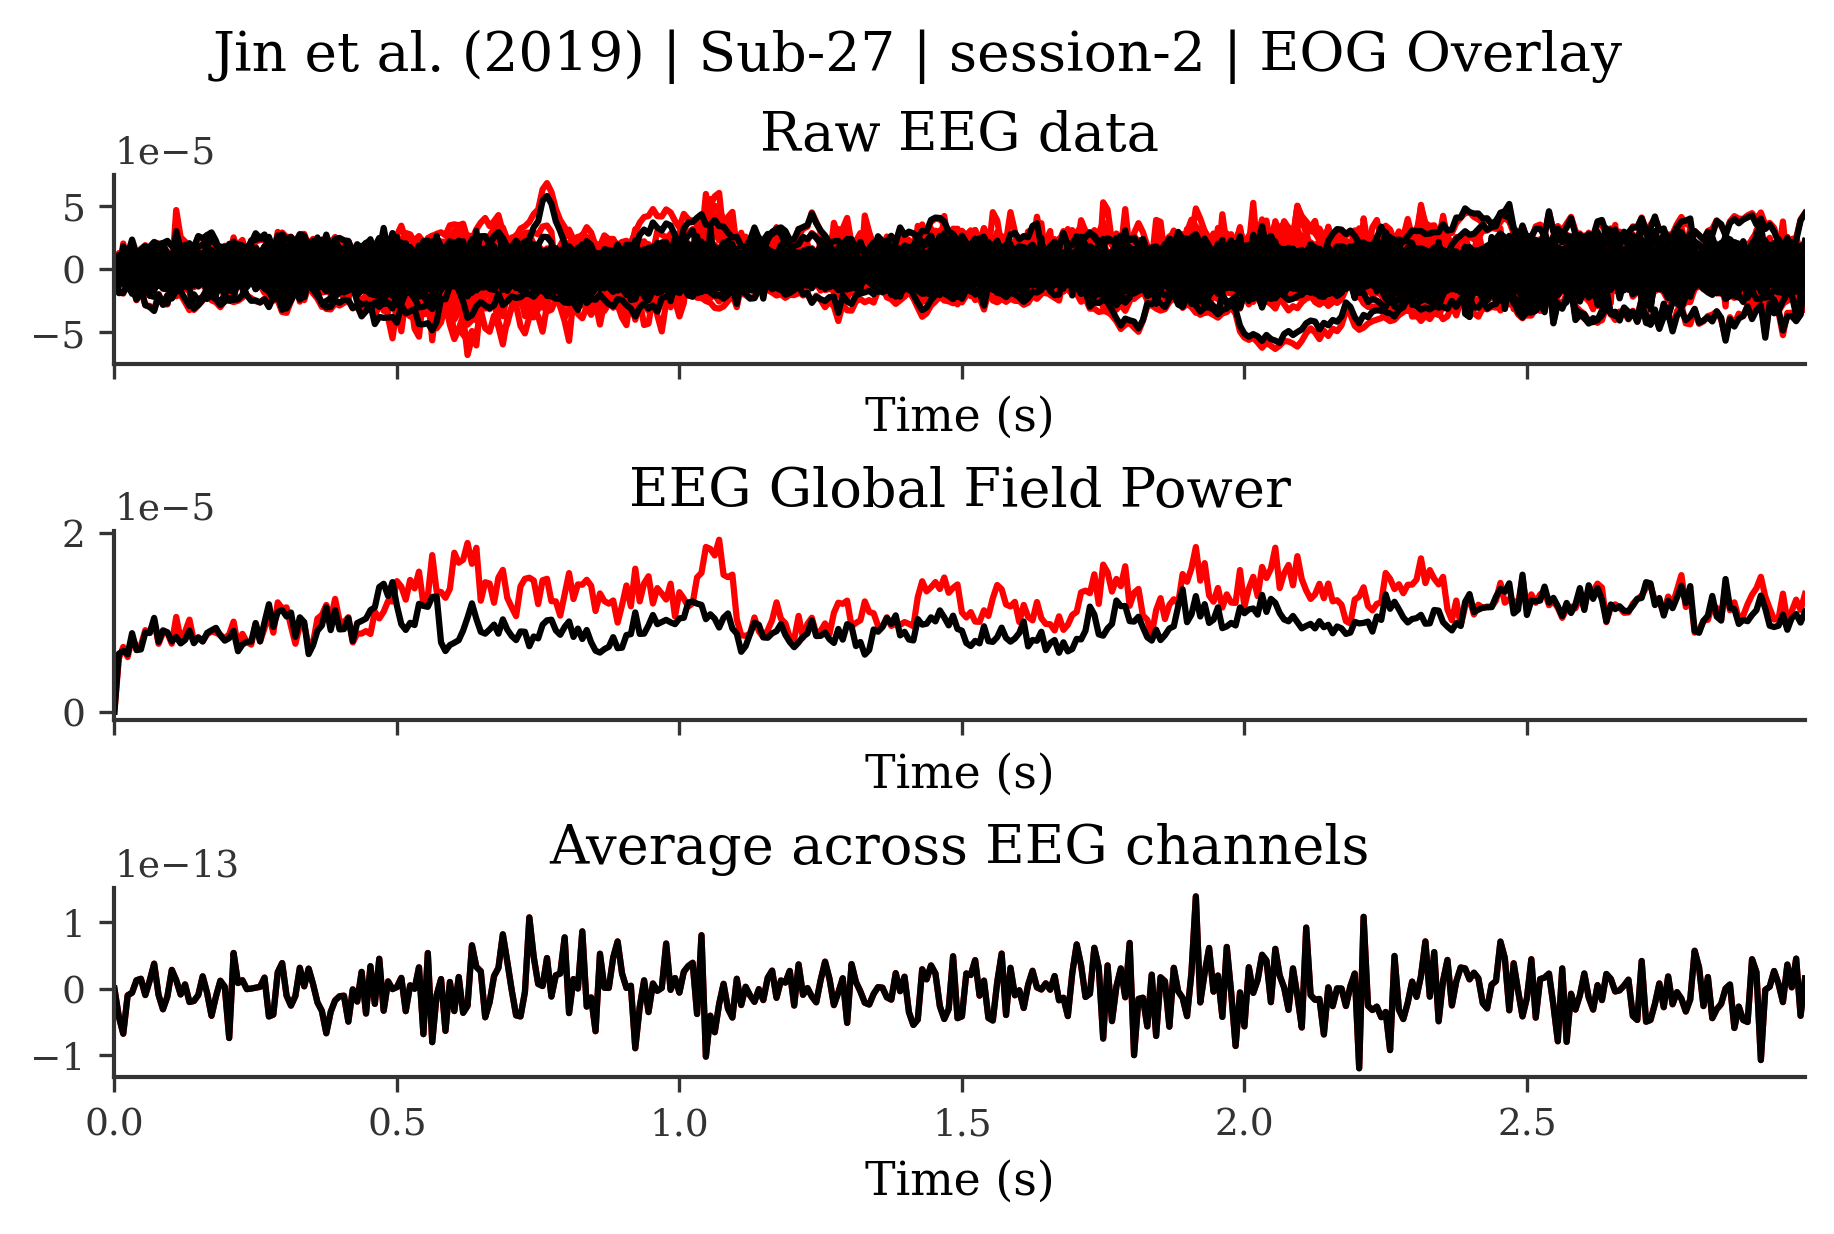 Jin et al. (2019) | Sub-27 | session-2 | EOG Overlay
Raw EEG data
1e−5
5
0
−5
Time (s)
EEG Global Field Power
1e−5
2
0
Time (s)
Average across EEG channels
1e−13
1
0
−1
0.0 0.5 1.0 1.5 2.0 2.5
Time (s)